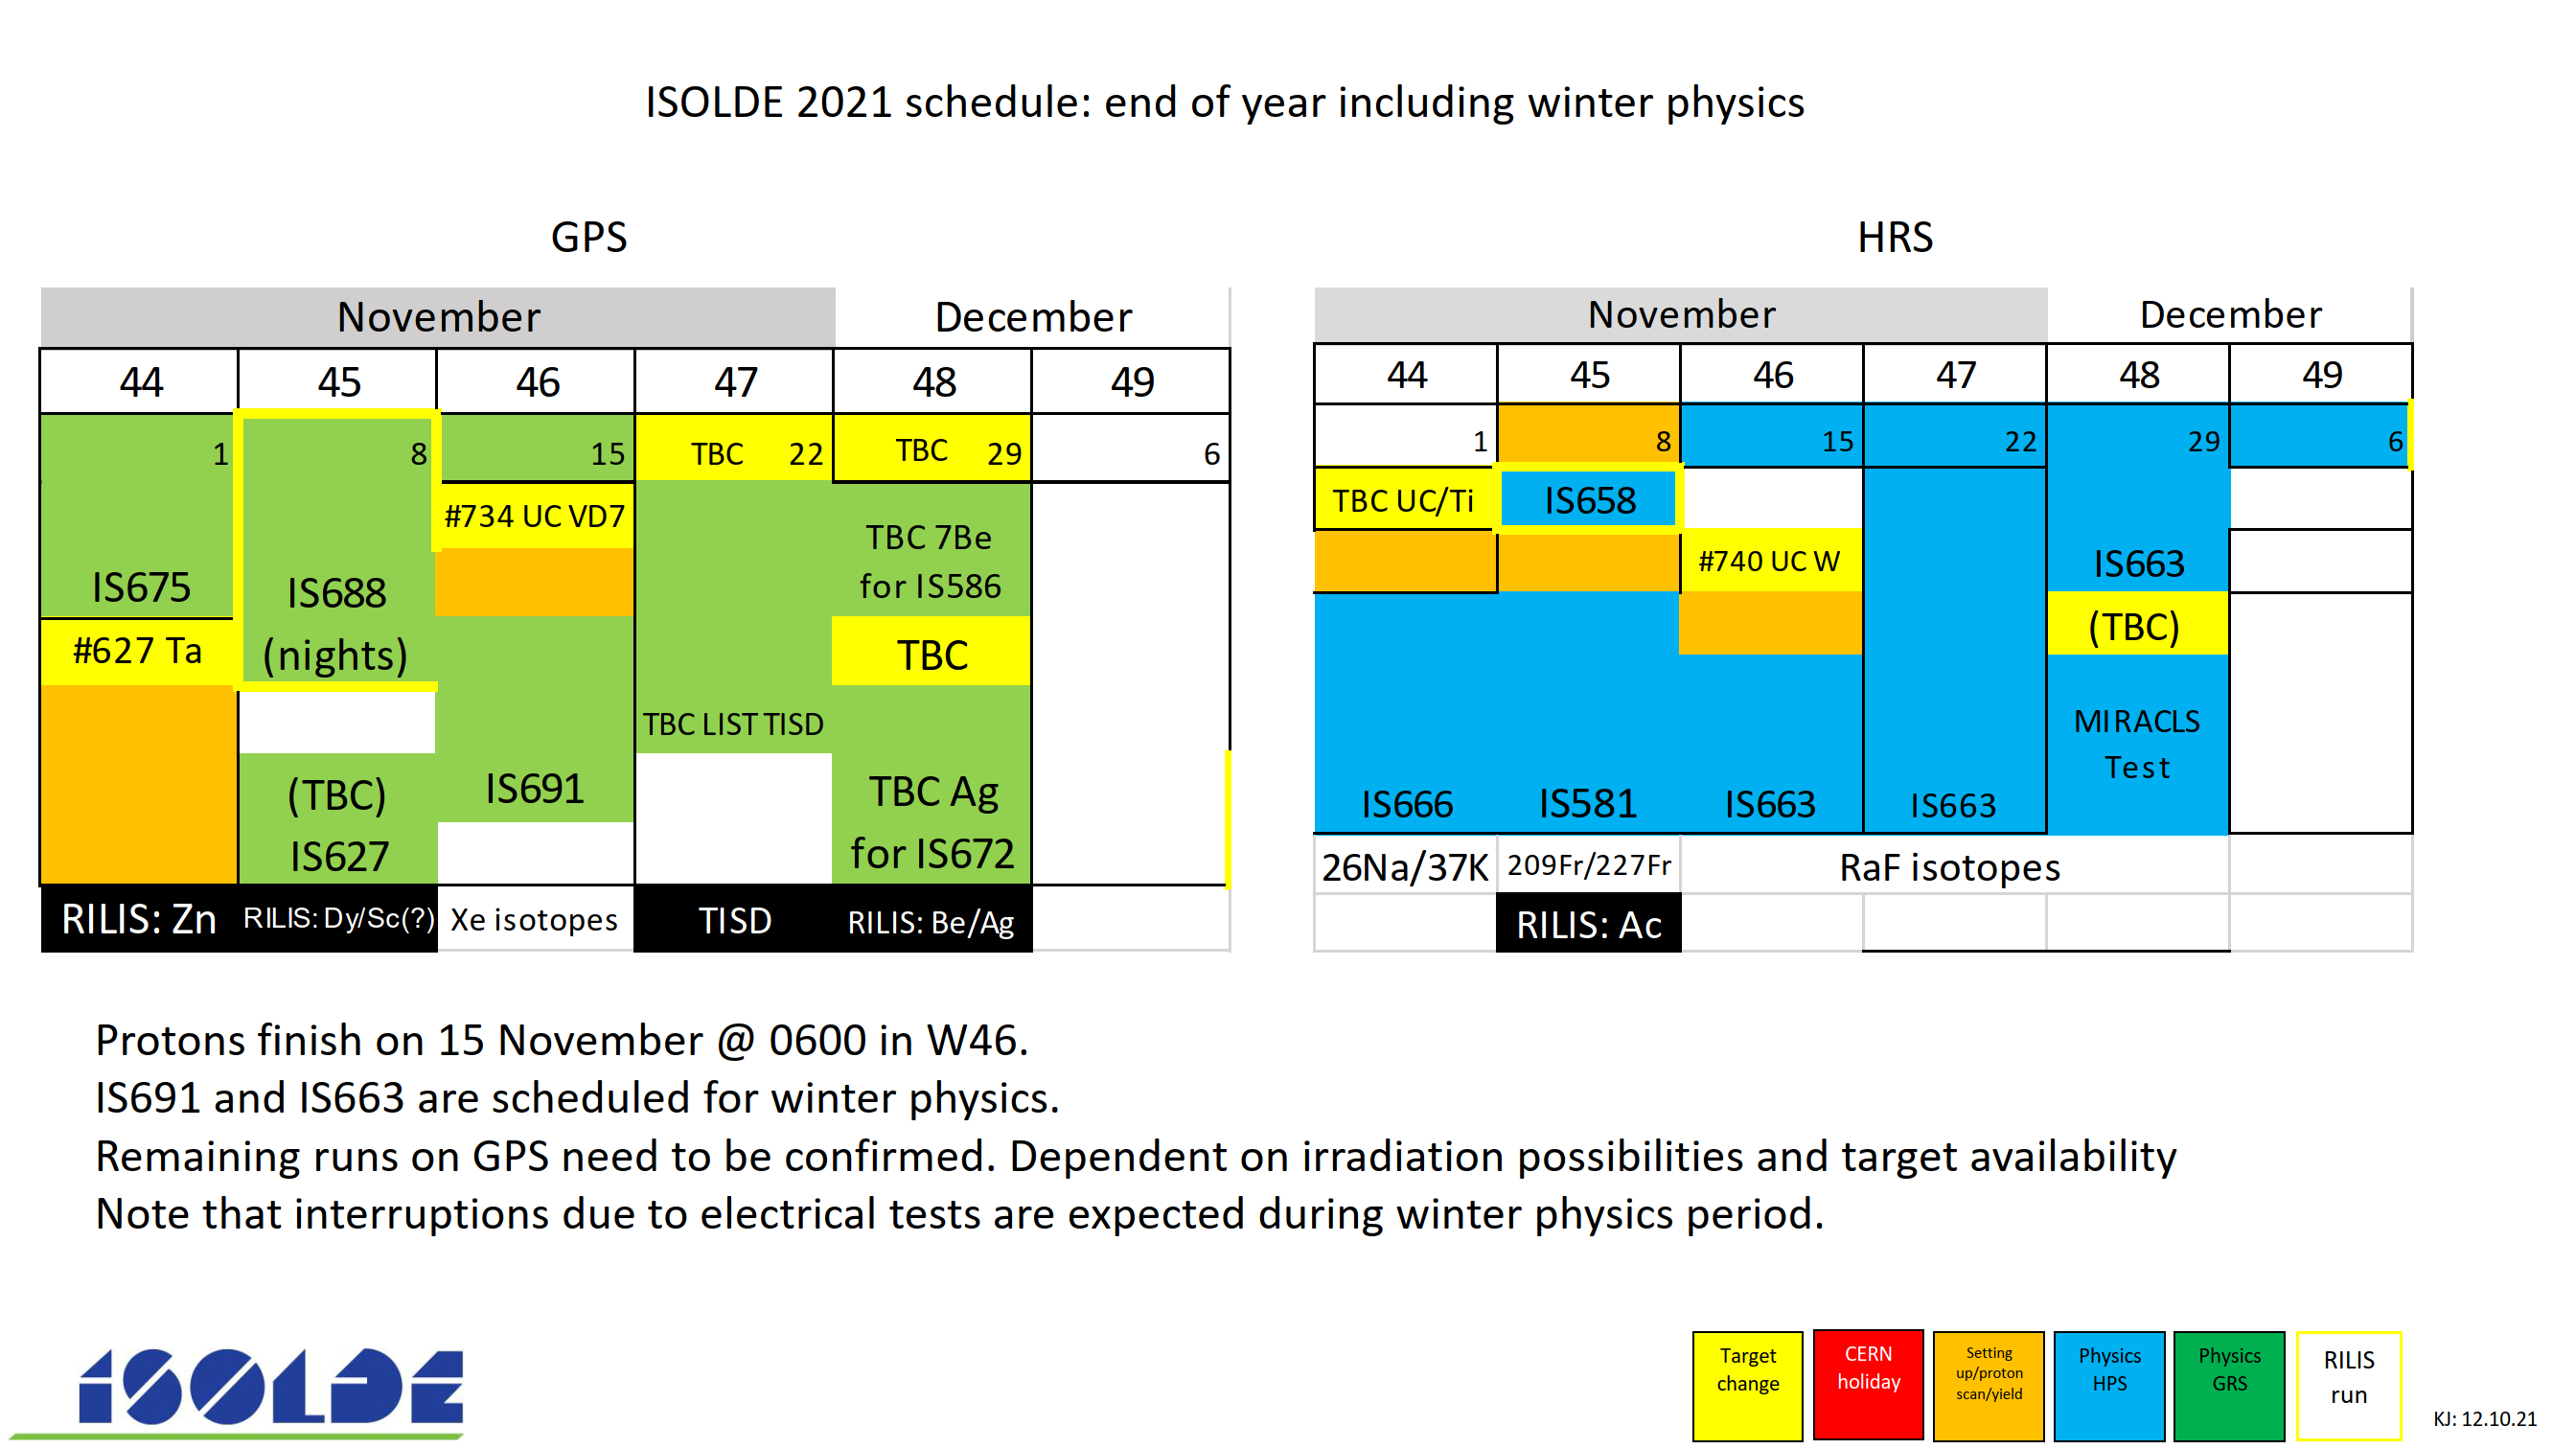 ISOLDE 2021 schedule: end of year including winter physics
GPS
November
December
44
45
46
47
48
49
1
8
15
TBC
22
TBC
29
6
#734 UC VD7
TBC 7Be
for IS586
IS675
IS688
(nights)
#627 Ta
TBC
TBC LIST TISD
(TBC)
IS627
IS691
TBC Ag
for IS672
RILIS: Zn
RILIS: Dy/Sc(?)
Xe isotopes
TISD
RILIS: Be/Ag
HRS
November
December
44
45
46
47
48
49
1
8
15
22
29
6
TBC UC/Ti
IS658
#740 UC W
IS663
(TBC)
MIRACLS
Test
IS666
IS581
IS663
IS663
26Na/37K
209Fr/227Fr
RaF isotopes
RILIS: Ac
Protons finish on 15 November @ 0600 in W46.
IS691 and IS663 are scheduled for winter physics.
Remaining runs on GPS need to be confirmed. Dependent on irradiation possibilities and target availability
Note that interruptions due to electrical tests are expected during winter physics period.
ISOLDE
Target
change
CERN
holiday
Setting
up/proton
scan/yield
Physics
HPS
Physics
GRS
RILIS
run
KJ: 12.10.21